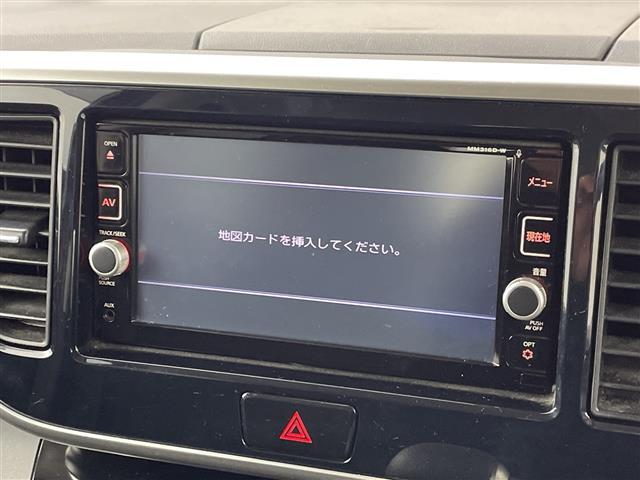 OPEN
MM316D-W
AV
メニュー
TRACK/SEEK
地図カードを挿入してください。
現在地
音量
PUSH
SOURCE
AUX
PUSH
AV OFF
OPT